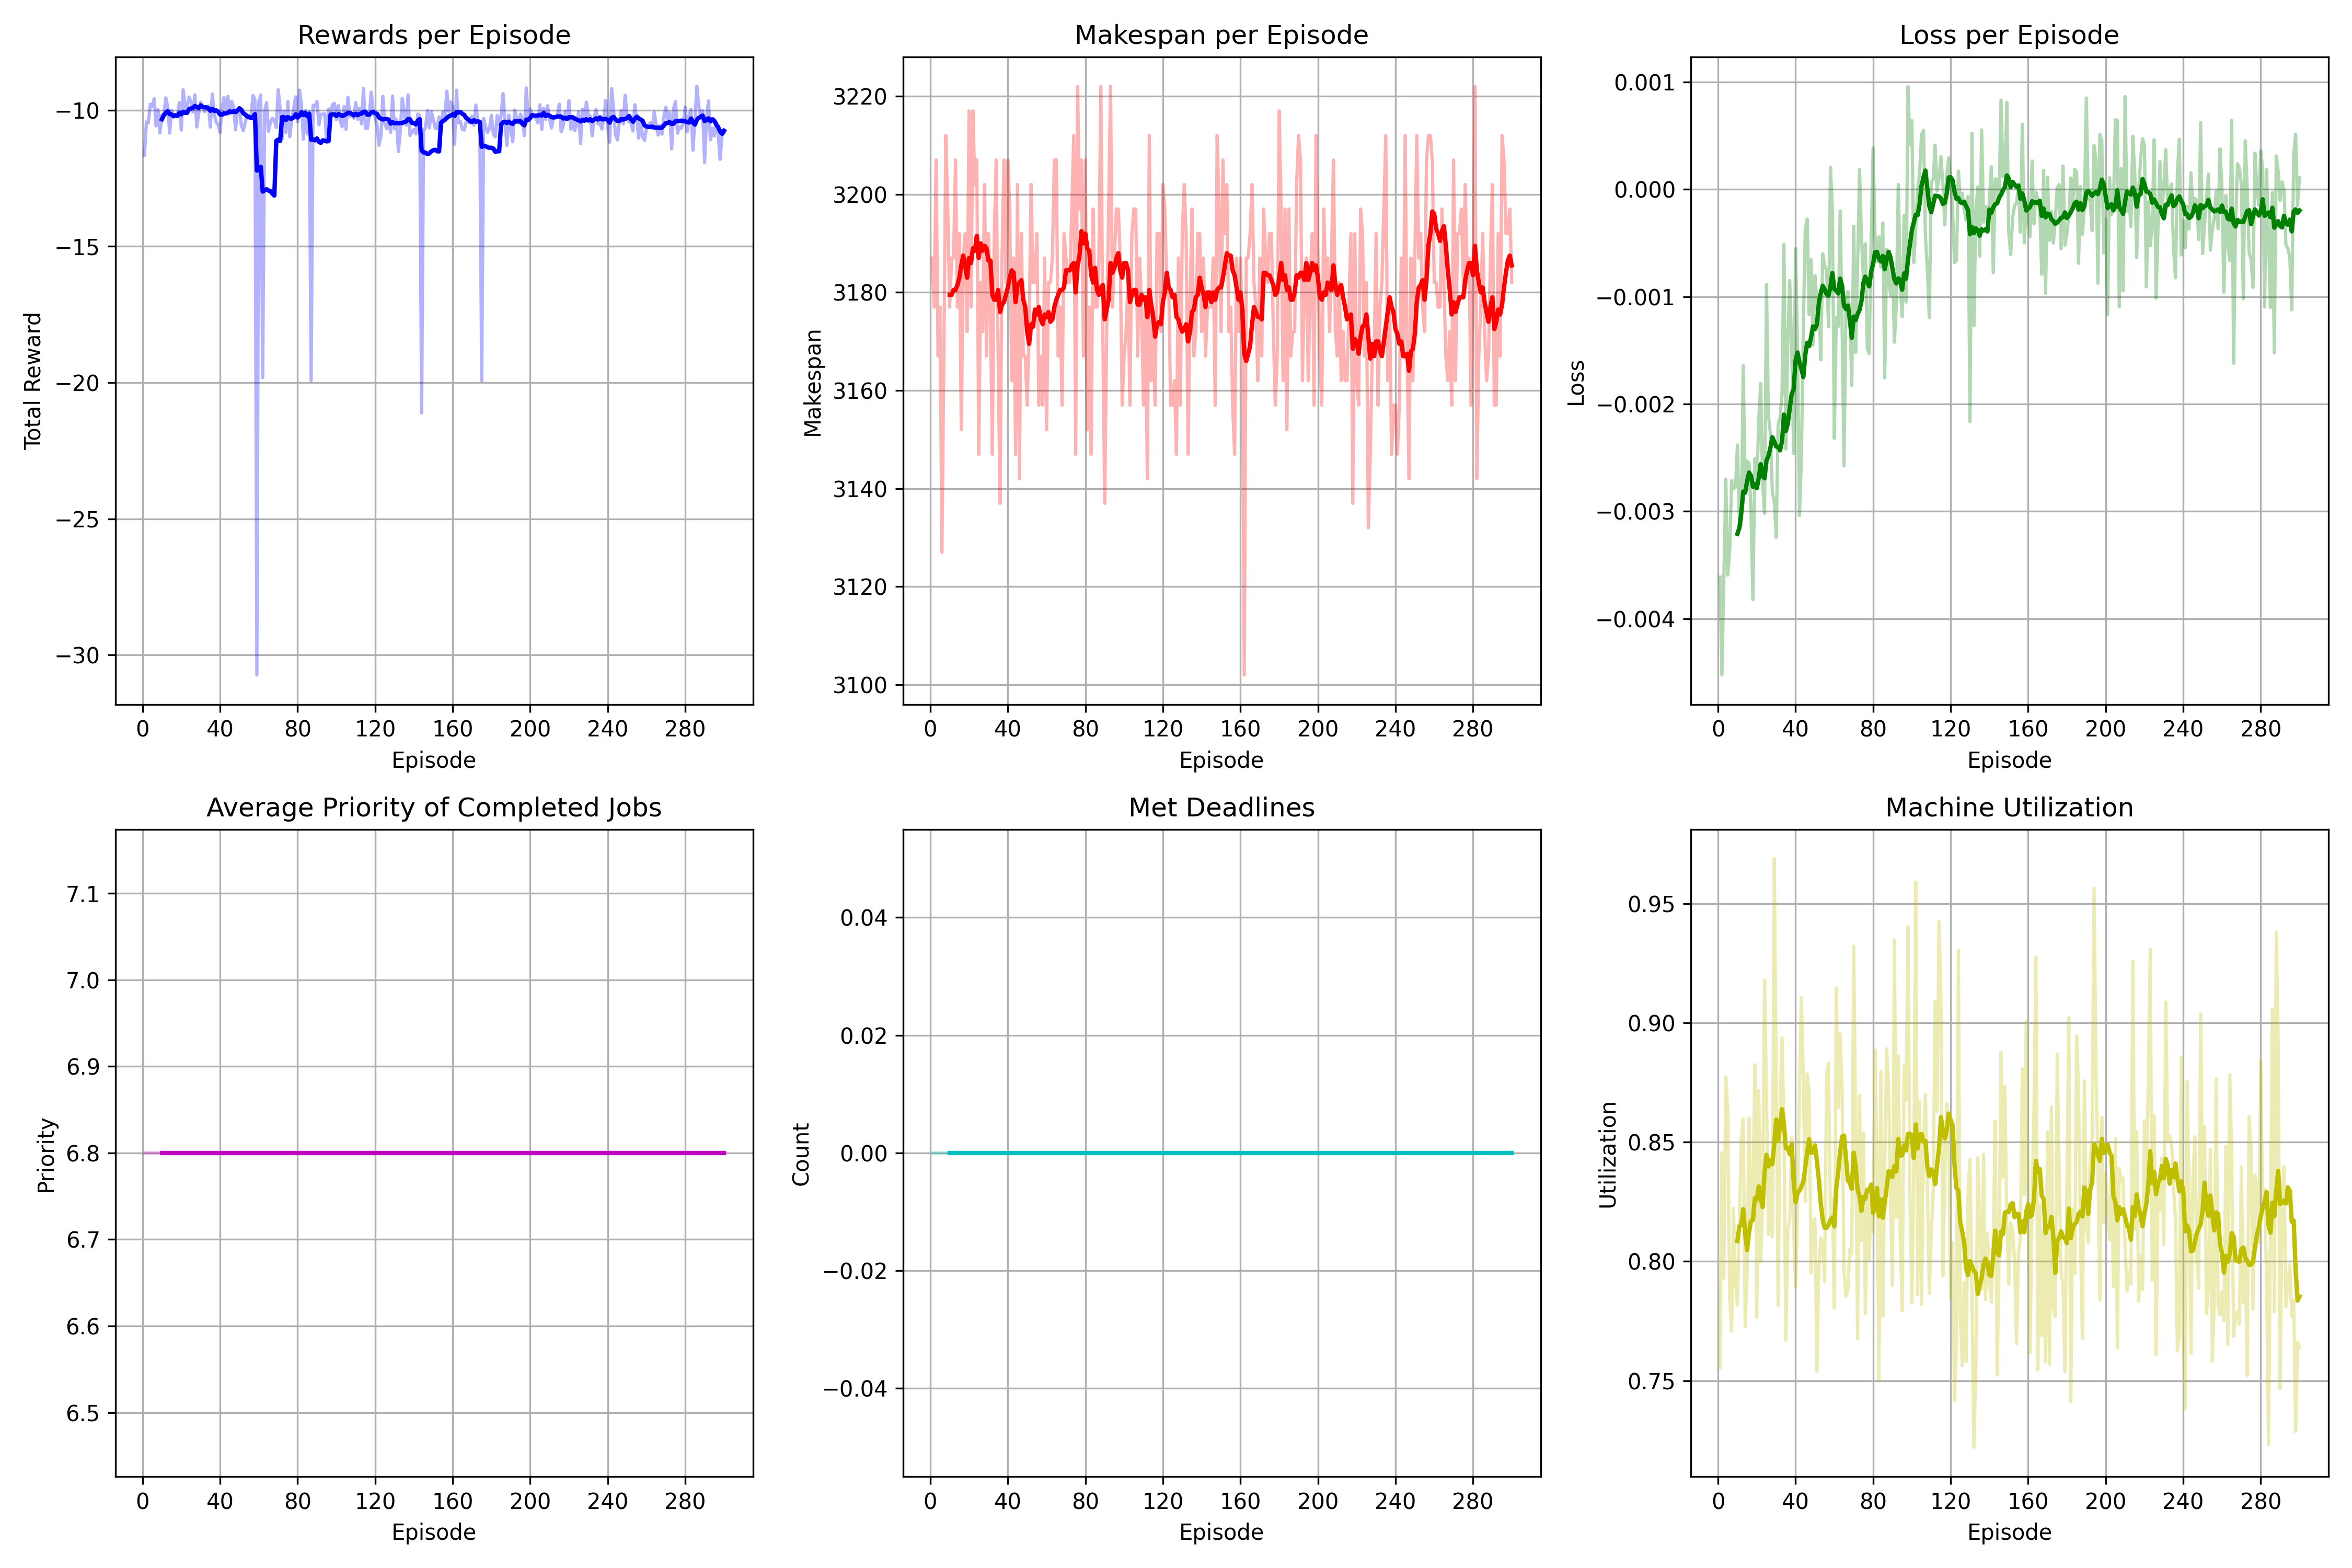 Rewards per Episode
Total Reward
−10
−15
−20
−25
−30
0 40 80 120 160 200 240 280
Episode
Makespan per Episode
Makespan
3220
3200
3180
3160
3140
3120
3100
0 40 80 120 160 200 240 280
Episode
Loss per Episode
Loss
0.001
0.000
−0.001
−0.002
−0.003
−0.004
0 40 80 120 160 200 240 280
Episode
Average Priority of Completed Jobs
Priority
7.1
7.0
6.9
6.8
6.7
6.6
6.5
0 40 80 120 160 200 240 280
Episode
Met Deadlines
Count
0.04
0.02
0.00
−0.02
−0.04
0 40 80 120 160 200 240 280
Episode
Machine Utilization
Utilization
0.95
0.90
0.85
0.80
0.75
0 40 80 120 160 200 240 280
Episode